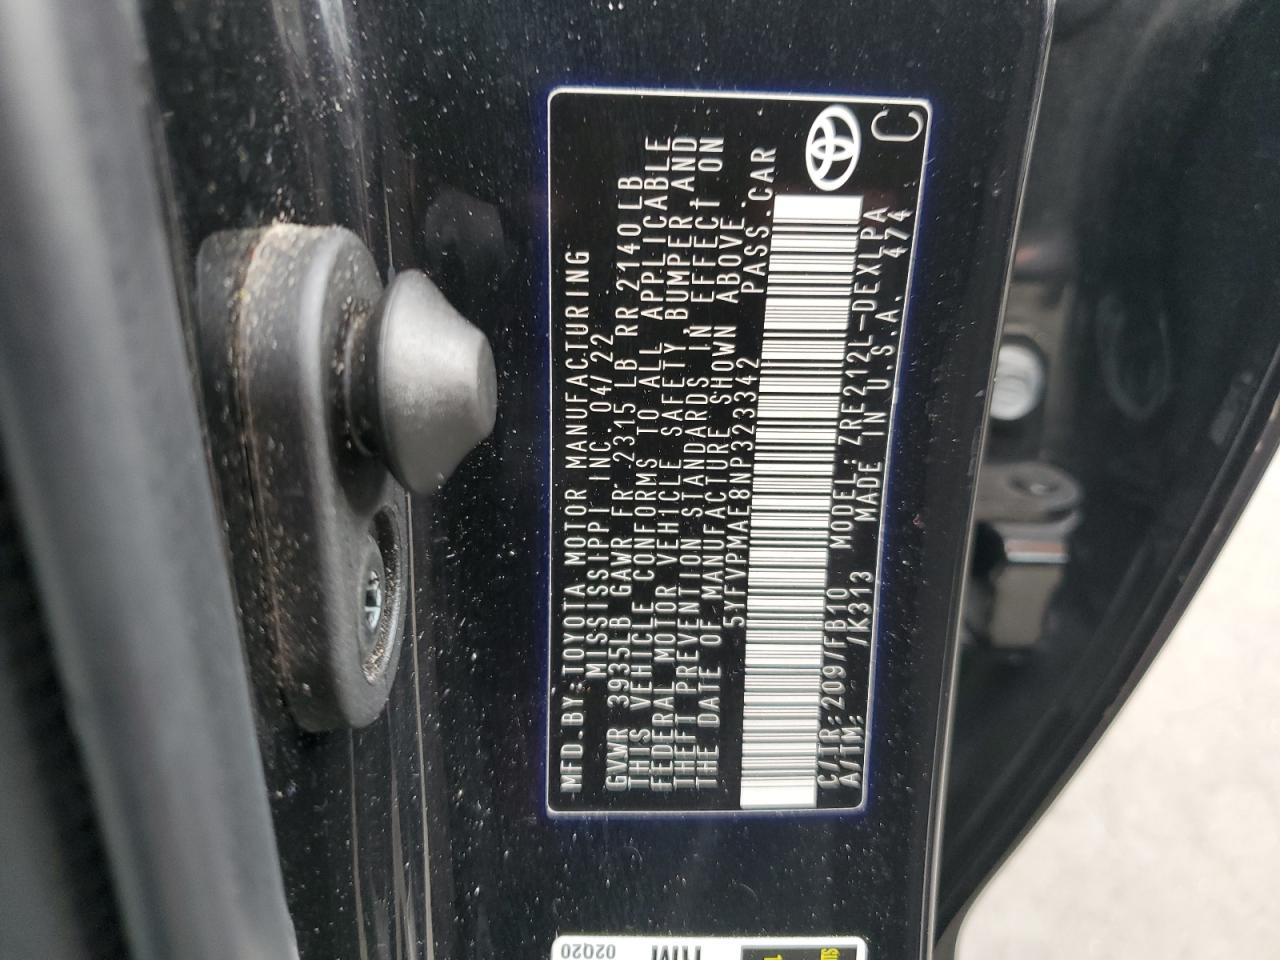 MFD.BY:TOYOTA MOTOR MANUFACTURING
MISSISSIPPI INC. 04/22
GVWR 3935LB GAWR FR 2315LB RR 2140LB
THIS VEHICLE CONFORMS TO ALL APPLICABLE
FEDERAL MOTOR VEHICLE SAFETY,BUMPER,AND
THEFT PREVENTION STANDARDS IN EFFECT ON
THE DATE OF MANUFACTURE SHOWN ABOVE.
5YFVPMAE8NP323342 PASS.CAR
C/TR:209/FB10 MODEL:ZRE212L-DEXLPA
A/TM: /K313 MADE IN U.S.A. 474
C
02Q20